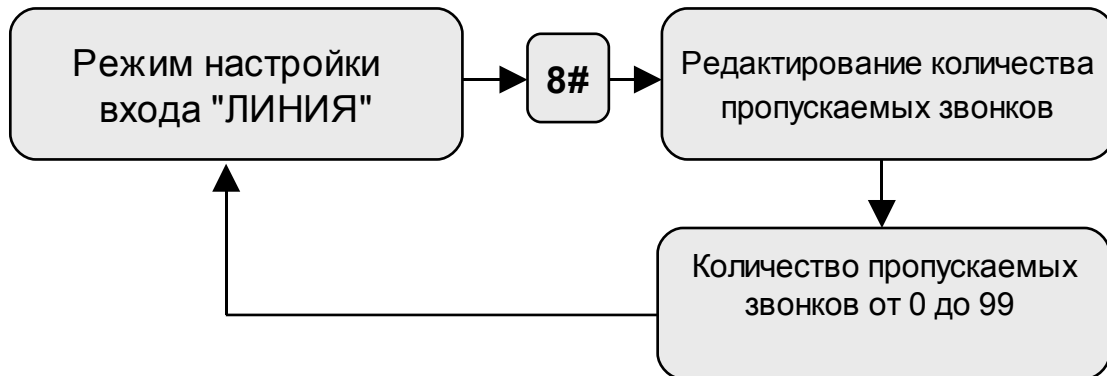 Режим настройки
входа "ЛИНИЯ"
8#
Редактирование количества
пропускаемых звонков
Количество пропускаемых
звонков от 0 до 99